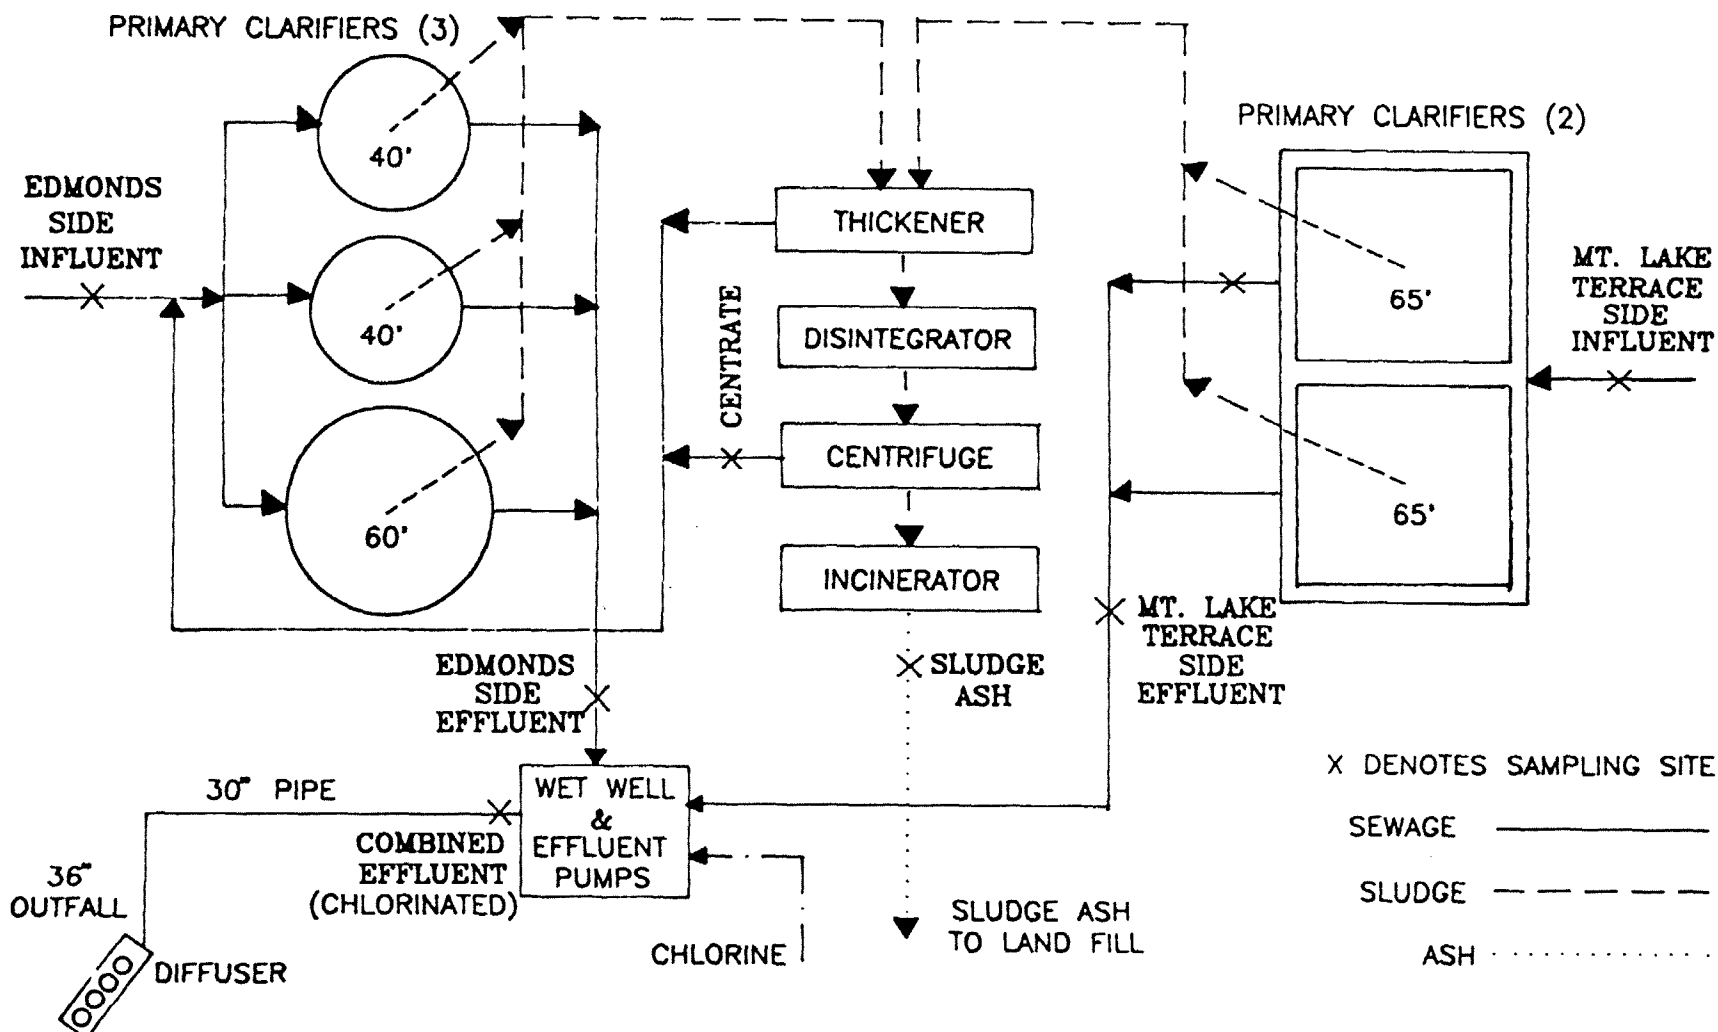 PRIMARY CLARIFIERS (3)
40'
EDMONDS
SIDE
INFLUENT
40'
60'
THICKENER
DISINTEGRATOR
CENTRATE
CENTRIFUGE
INCINERATOR
PRIMARY CLARIFIERS (2)
65'
65'
MT. LAKE
TERRACE
SIDE
INFLUENT
EDMONDS
SIDE
EFFLUENT
SLUDGE
ASH
MT. LAKE
TERRACE
SIDE
EFFLUENT
30" PIPE
WET WELL
&
EFFLUENT
PUMPS
COMBINED
EFFLUENT
(CHLORINATED)
36"
OUTFALL
DIFFUSER
CHLORINE
SLUDGE ASH
TO LAND FILL
X DENOTES SAMPLING SITE
SEWAGE
SLUDGE
ASH